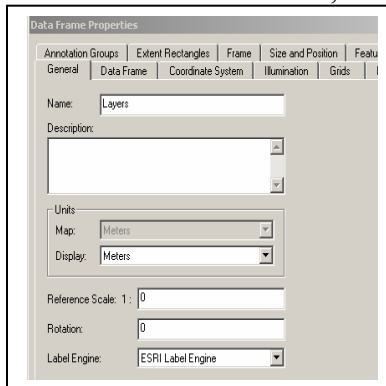 Data Frame Properties
Annotation Groups Extent Rectangles Frame Size and Position Featu
General Data Frame Coordinate System Illumination Grids
Name: Layers
Description:
Units
Map: Meters
Display: Meters
Reference Scale: 1 : 0
Rotation: 0
Label Engine: ESRI Label Engine